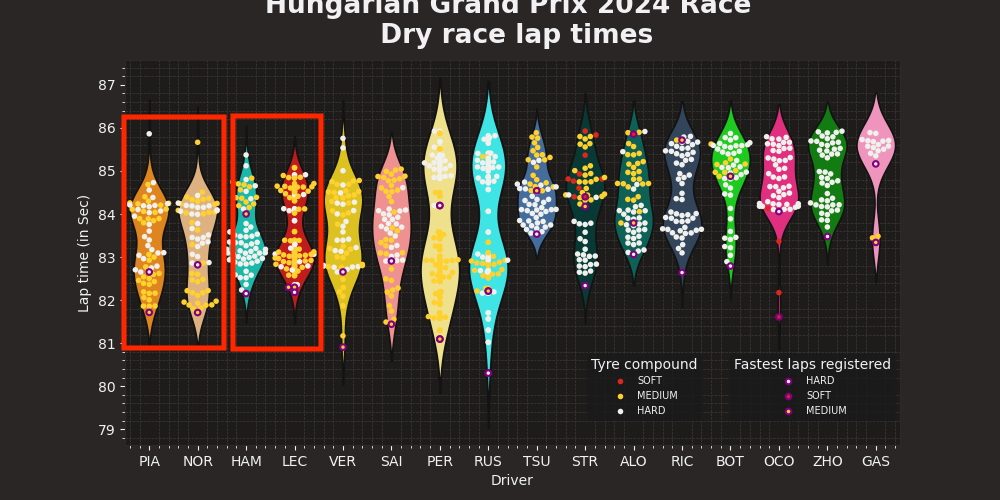 Hungarian Grand Prix 2024 Race
Dry race lap times
87
86
85
84
83
82
81
80
79
Lap time (in Sec)
Tyre compound
SOFT
MEDIUM
HARD
Fastest laps registered
HARD
SOFT
MEDIUM
PIA NOR HAM LEC VER SAI PER RUS TSU STR ALO RIC BOT OCO ZHO GAS
Driver